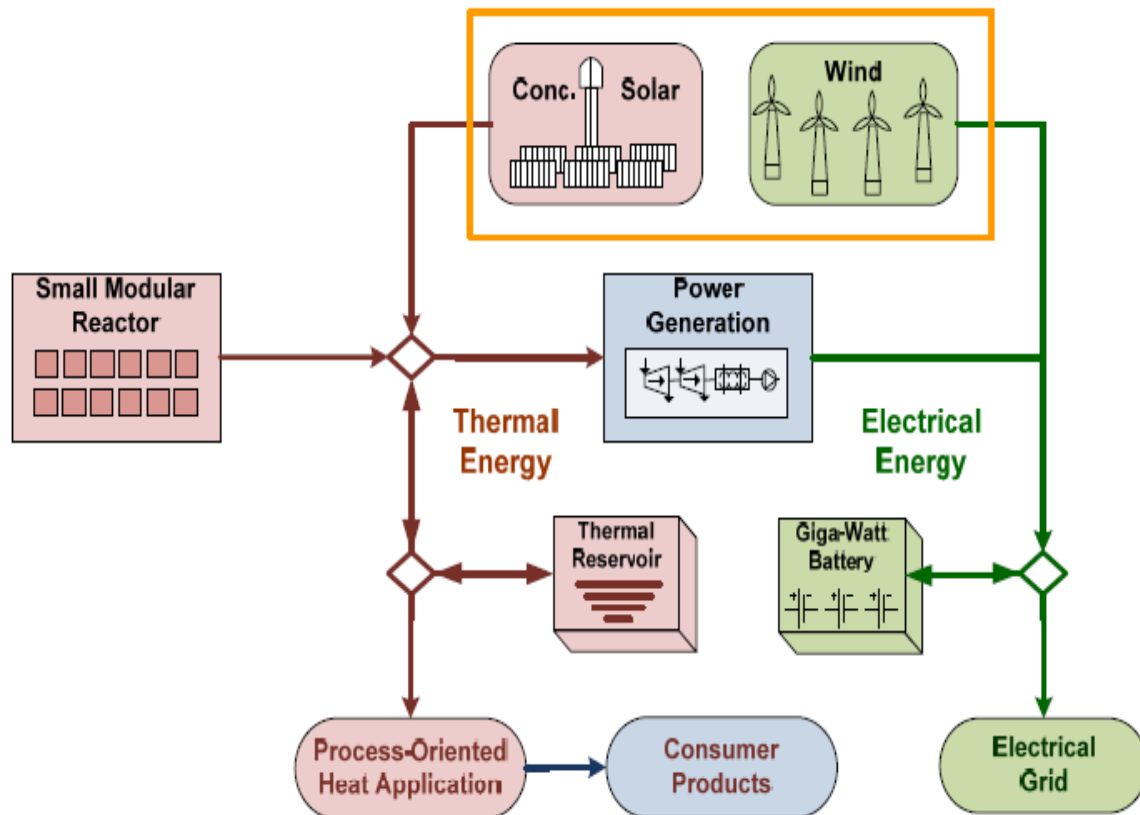 Conc. Solar
Wind
Small Modular
Reactor
Power
Generation
Thermal
Energy
Electrical
Energy
Thermal
Reservoir
Giga-Watt
Battery
+ - + - + -
Process-Oriented
Heat Application
Consumer
Products
Electrical
Grid